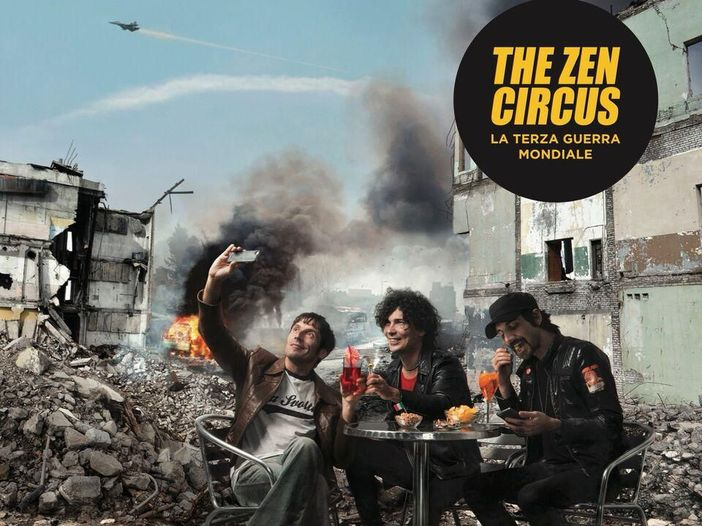 THE ZEN
CIRCUS
LA TERZA GUERRA
MONDIALE